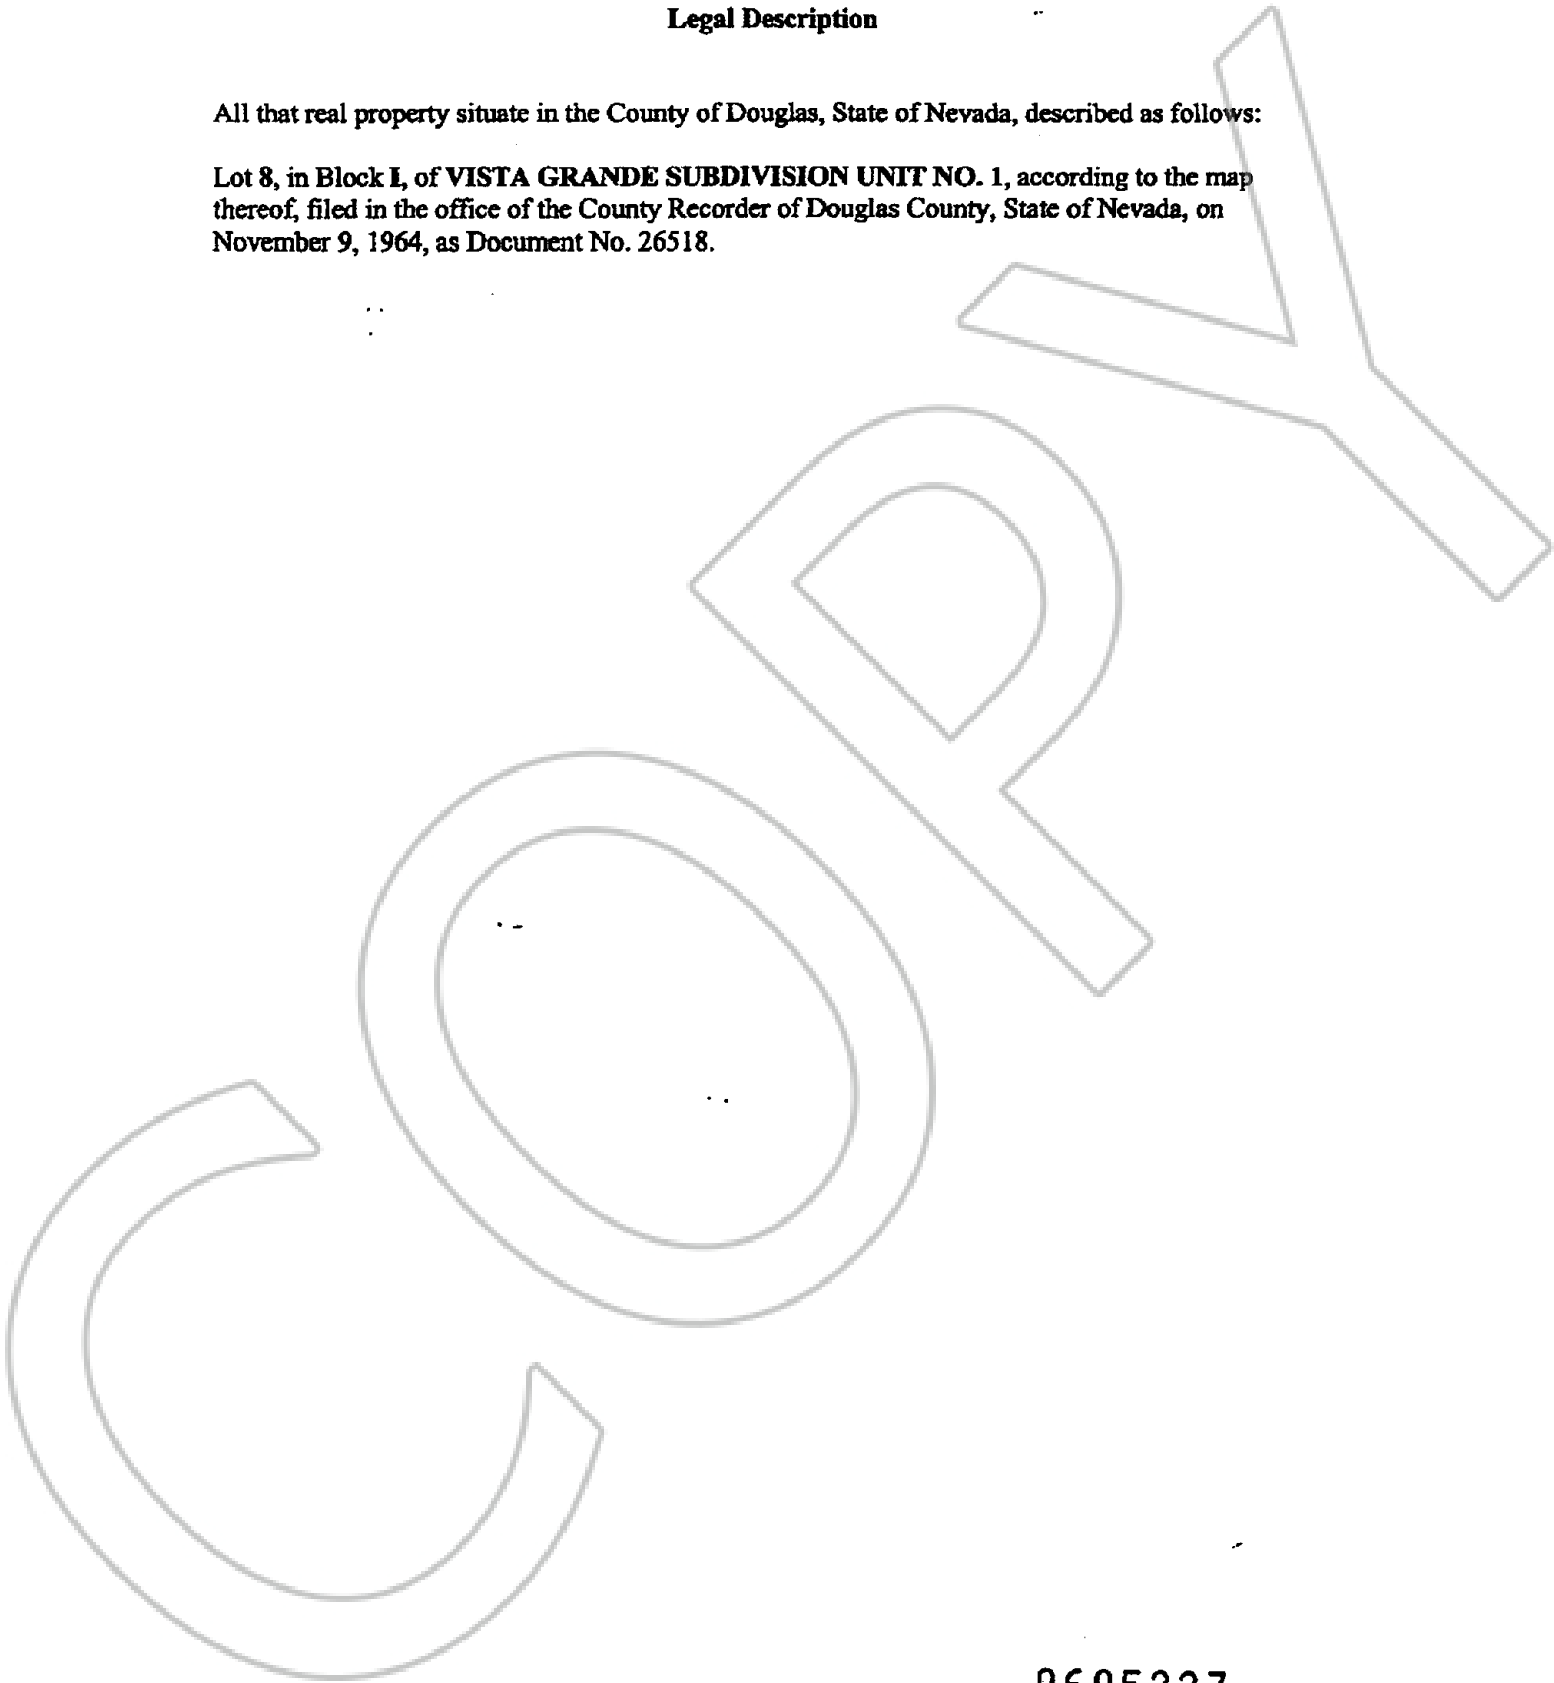 Legal Description
All that real property situate in the County of Douglas, State of Nevada, described as follows:
Lot 8, in Block I, of VISTA GRANDE SUBDIVISION UNIT NO. 1, according to the map
thereof, filed in the office of the County Recorder of Douglas County, State of Nevada, on
November 9, 1964, as Document No. 26518.
COPY